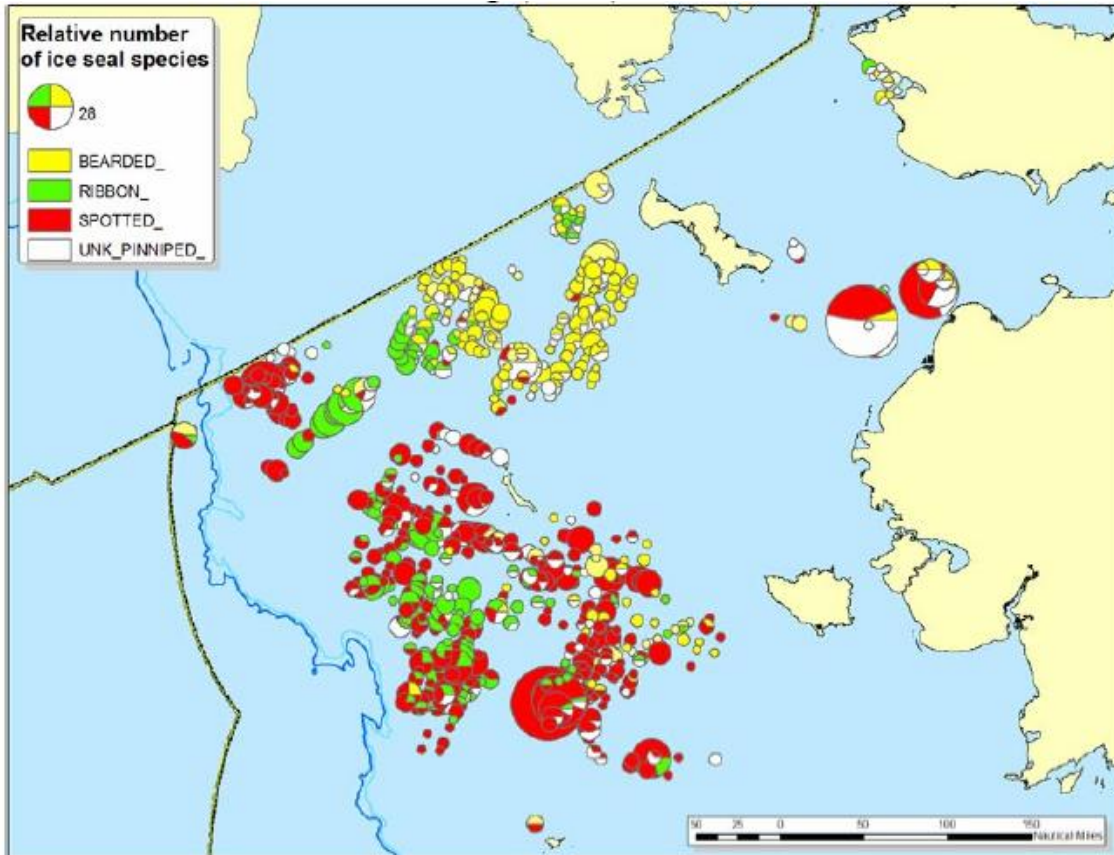 Relative number
of ice seal species
28
BEARDED_
RIBBON_
SPOTTED_
UNK_PINNIPED_
50 25 0 50 100 150
Nautical Miles